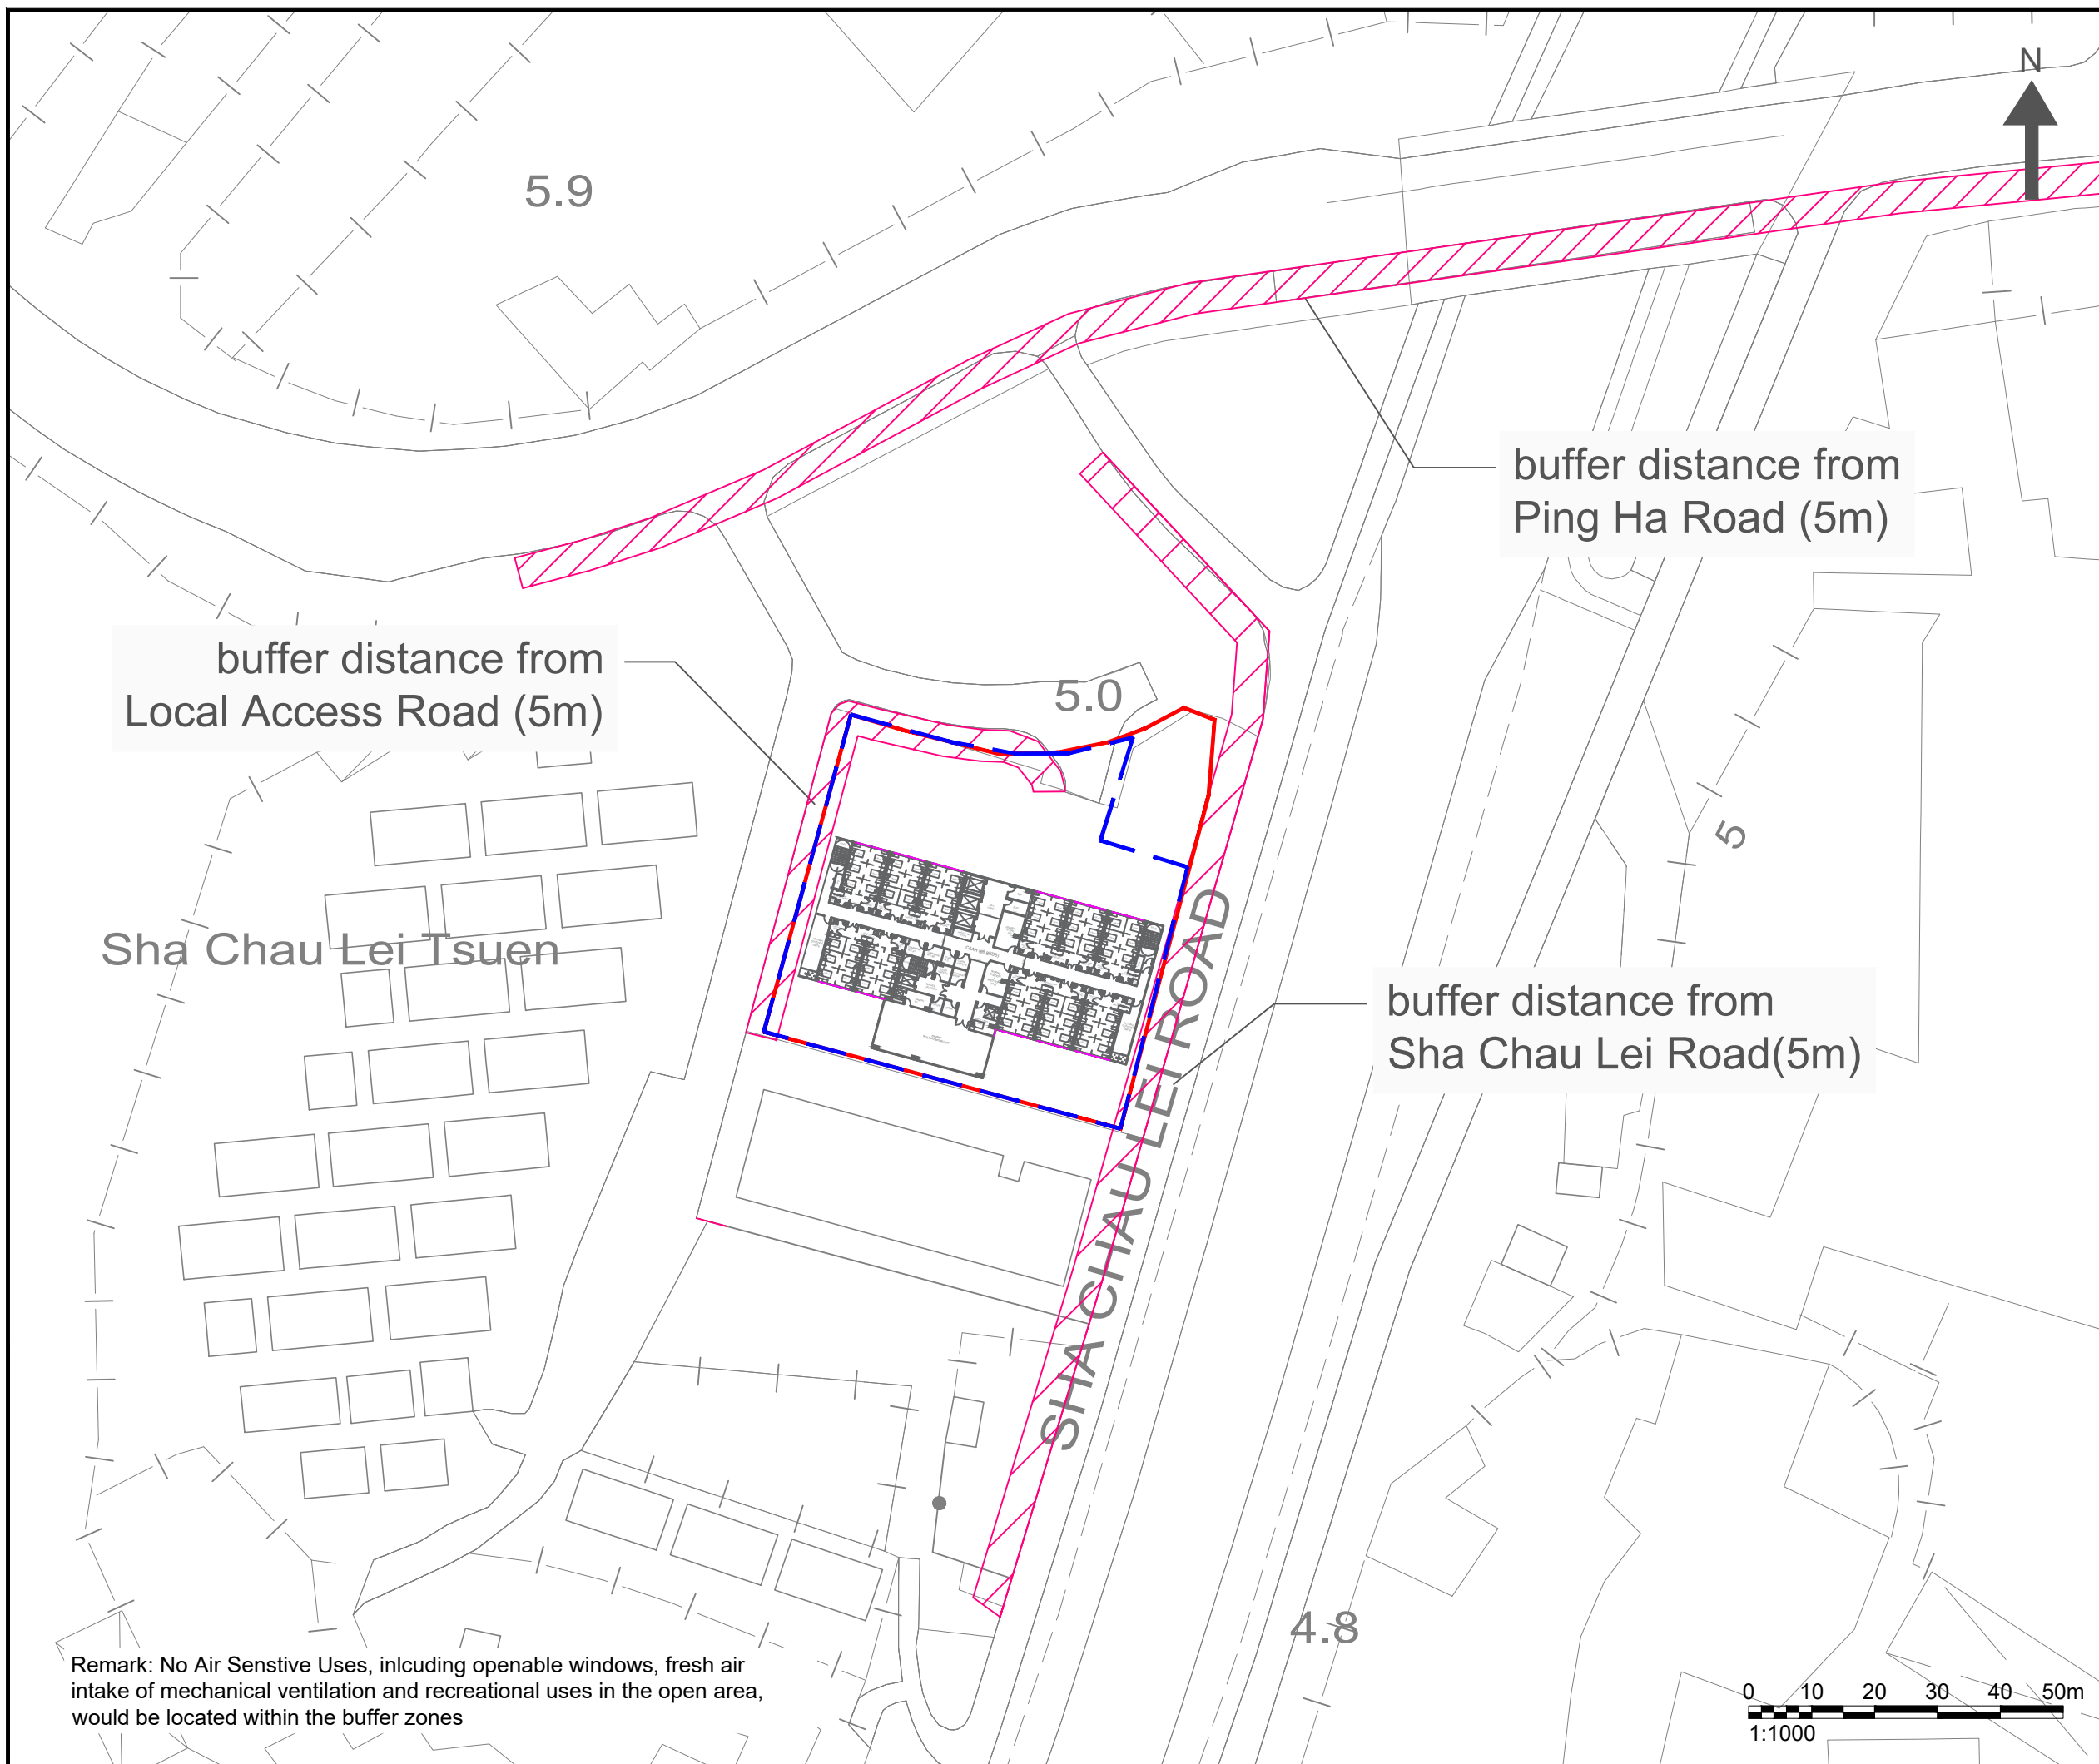 N
5.9
buffer distance from
Ping Ha Road (5m)
buffer distance from
Local Access Road (5m)
5.0
5
Sha Chau Lei Tsuen
SHA CHAU LEI ROAD
buffer distance from
Sha Chau Lei Road(5m)
4.8
Remark: No Air Senstive Uses, inlcuding openable windows, fresh air
intake of mechanical ventilation and recreational uses in the open area,
would be located within the buffer zones
0 10 20 30 40 50m
1:1000